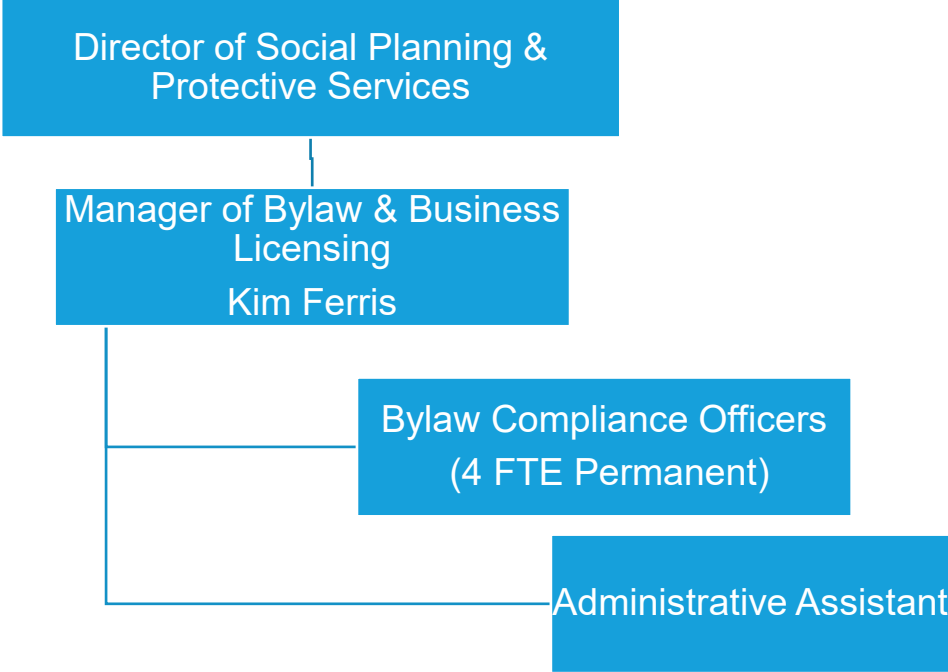 Director of Social Planning &
Protective Services
Manager of Bylaw & Business
Licensing
Kim Ferris
Bylaw Compliance Officers
(4 FTE Permanent)
Administrative Assistant